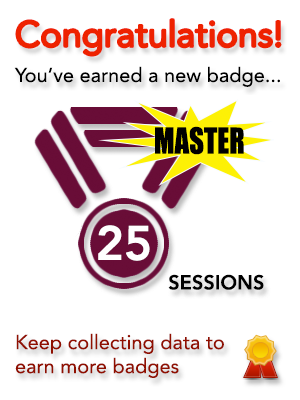 Congratulations!
You've earned a new badge...
MASTER
25
SESSIONS
Keep collecting data to
earn more badges